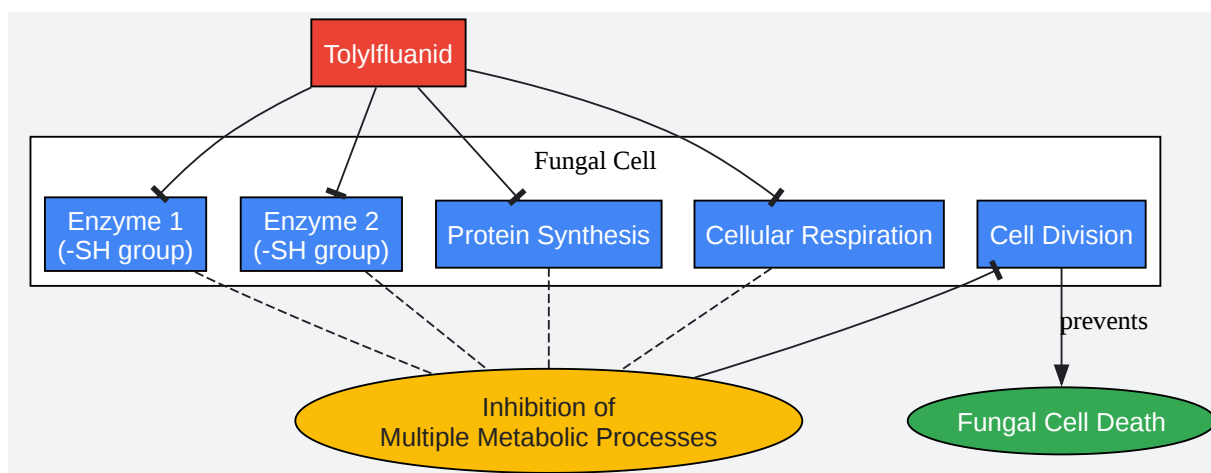 Tolylfluanid
Fungal Cell
Enzyme 1
(-SH group)
Enzyme 2
(-SH group)
Protein Synthesis
Cellular Respiration
Cell Division
prevents
Inhibition of
Multiple Metabolic Processes
Fungal Cell Death